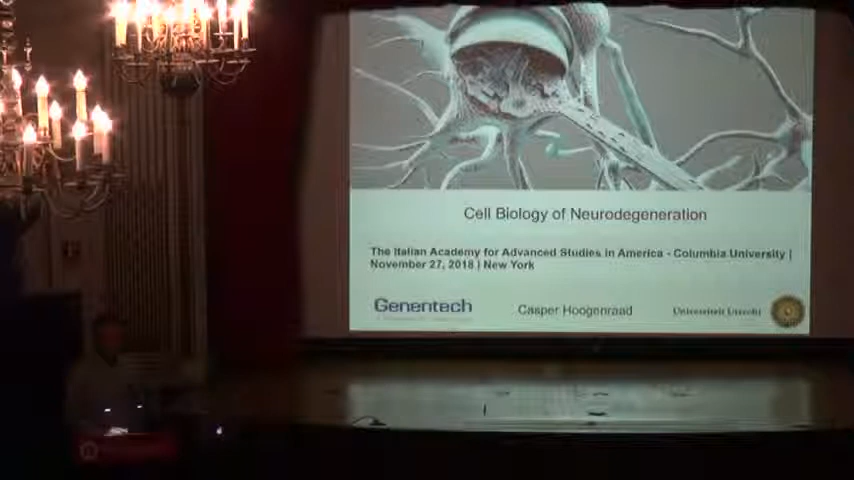 Cell Biology of Neurodegeneration
The Italian Academy for Advanced Studies in America - Columbia University |
November 27, 2018 | New York
Genentech
Casper Hoogenraad
Universiteit Utrecht